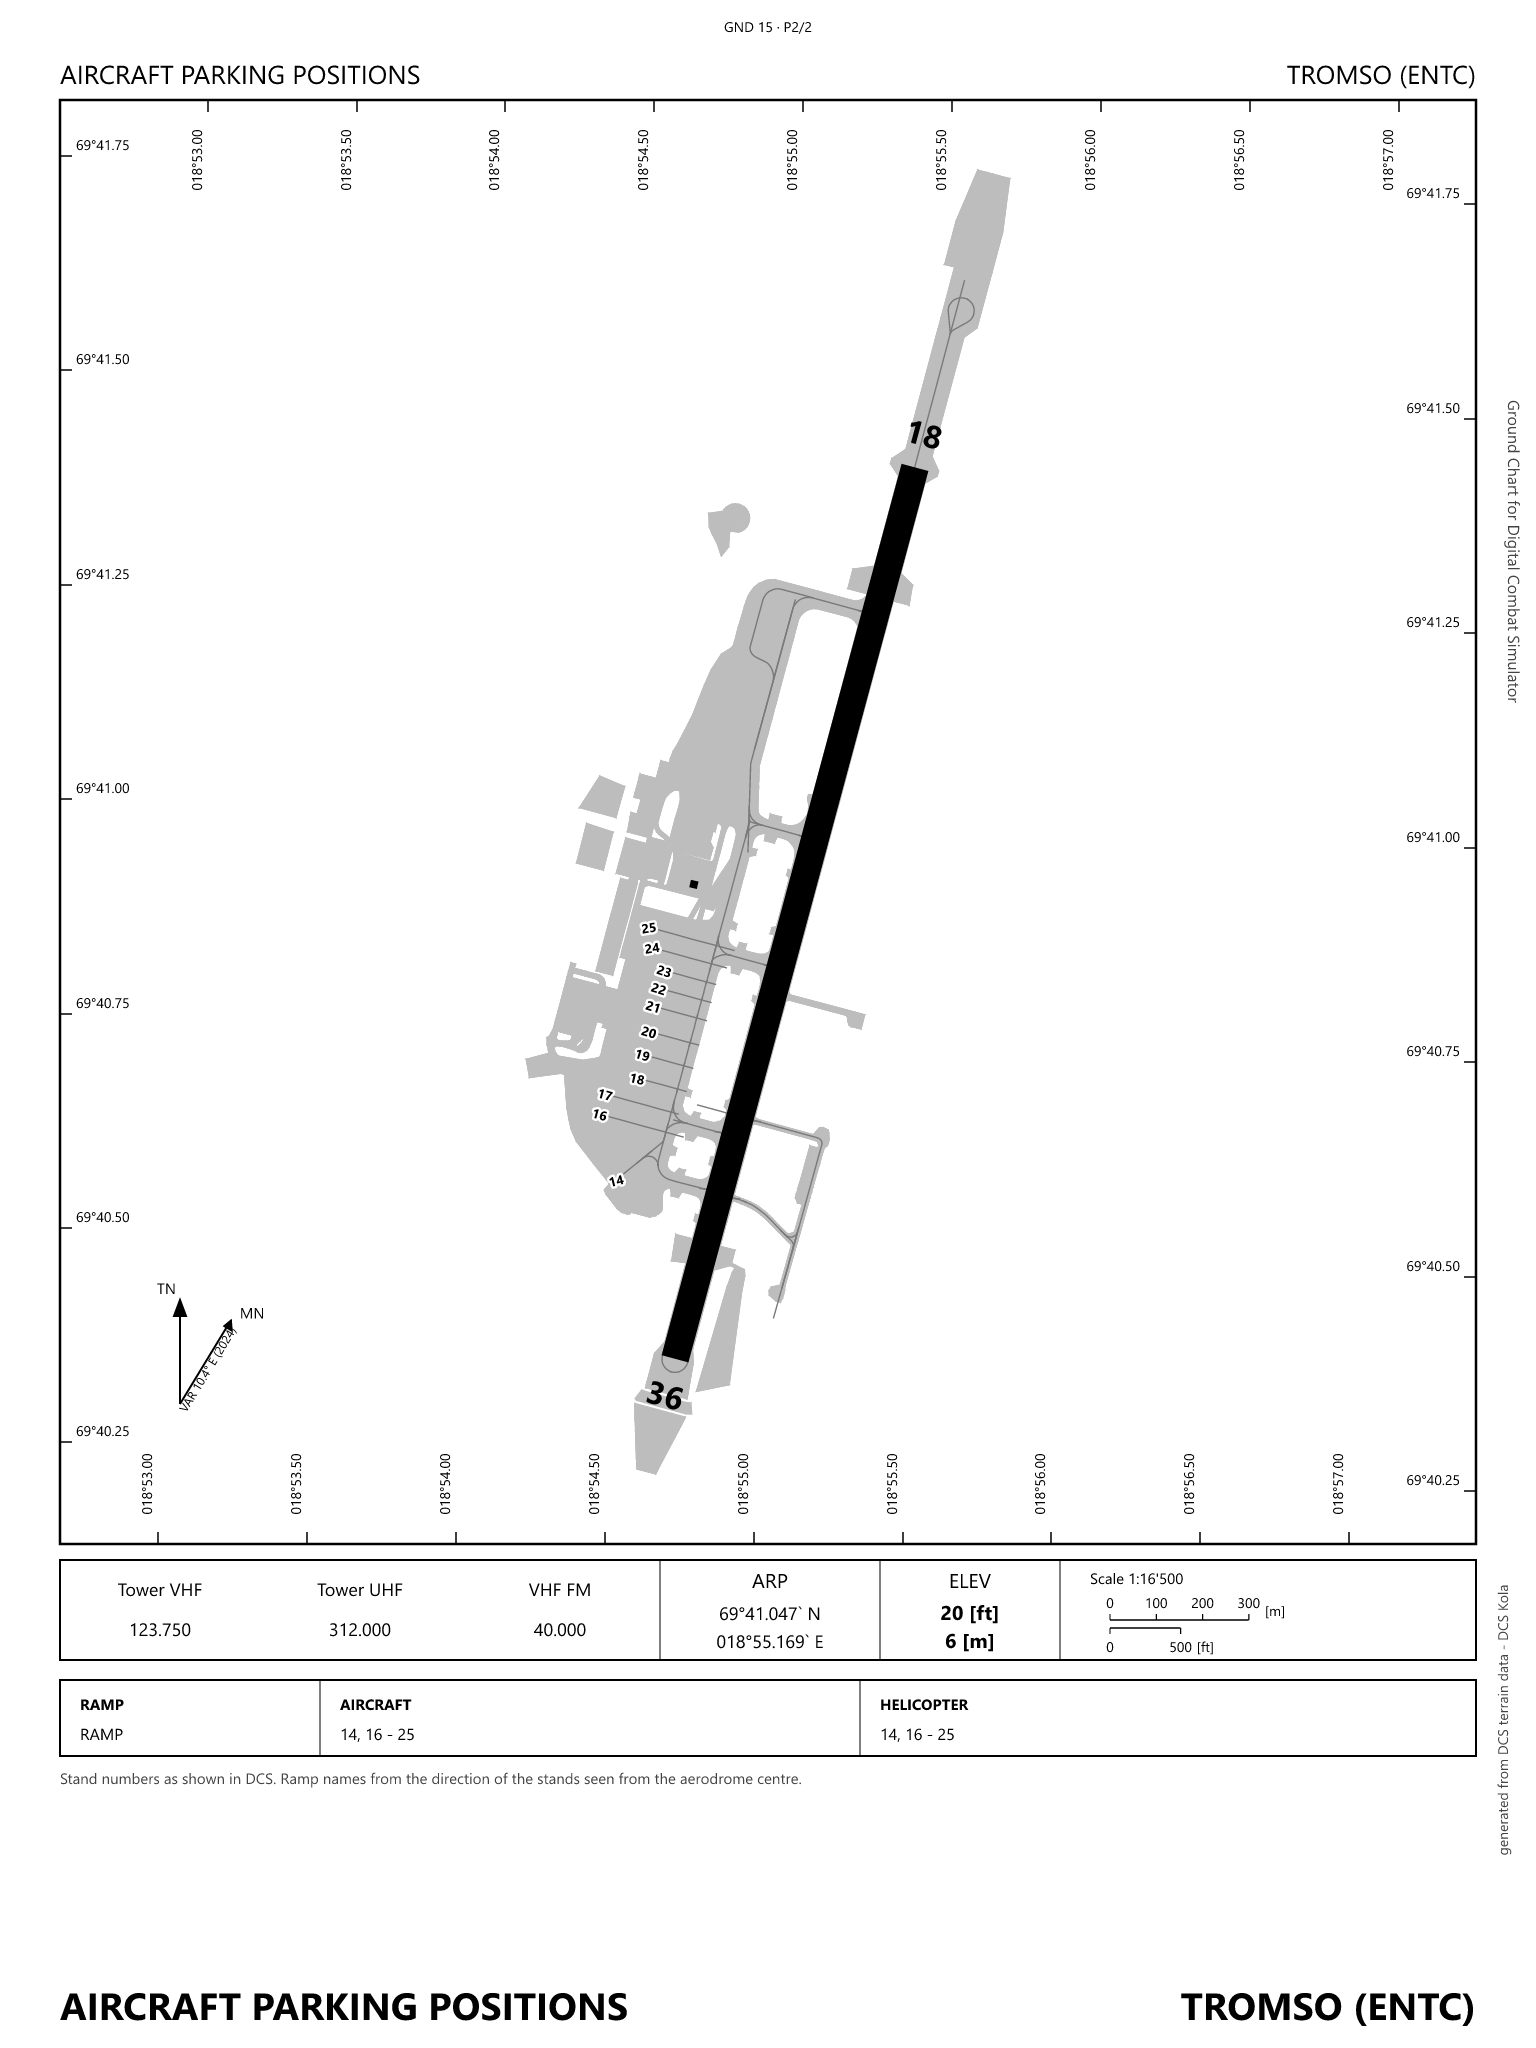 GND 15 · P2/2
AIRCRAFT PARKING POSITIONS
TROMSO (ENTC)
018°53.00
018°53.50
018°54.00
018°54.50
018°55.00
018°55.50
018°56.00
018°56.50
018°57.00
69°41.75
69°41.75
69°41.50
69°41.50
69°41.25
69°41.25
69°41.00
69°41.00
69°40.75
69°40.75
69°40.50
69°40.50
69°40.25
69°40.25
18
25
24
23
22
21
20
19
18
17
16
14
36
TN
MN
VAR 10.4° E (2024)
018°53.00
018°53.50
018°54.00
018°54.50
018°55.00
018°55.50
018°56.00
018°56.50
018°57.00
Ground Chart for Digital Combat Simulator
Tower VHF
123.750
Tower UHF
312.000
VHF FM
40.000
ARP
69°41.047` N
018°55.169` E
ELEV
20 [ft]
6 [m]
Scale 1:16'500
0 100 200 300 [m]
0 500 [ft]
RAMP
RAMP
AIRCRAFT
14, 16 - 25
HELICOPTER
14, 16 - 25
generated from DCS terrain data - DCS Kola
Stand numbers as shown in DCS. Ramp names from the direction of the stands seen from the aerodrome centre.
AIRCRAFT PARKING POSITIONS
TROMSO (ENTC)